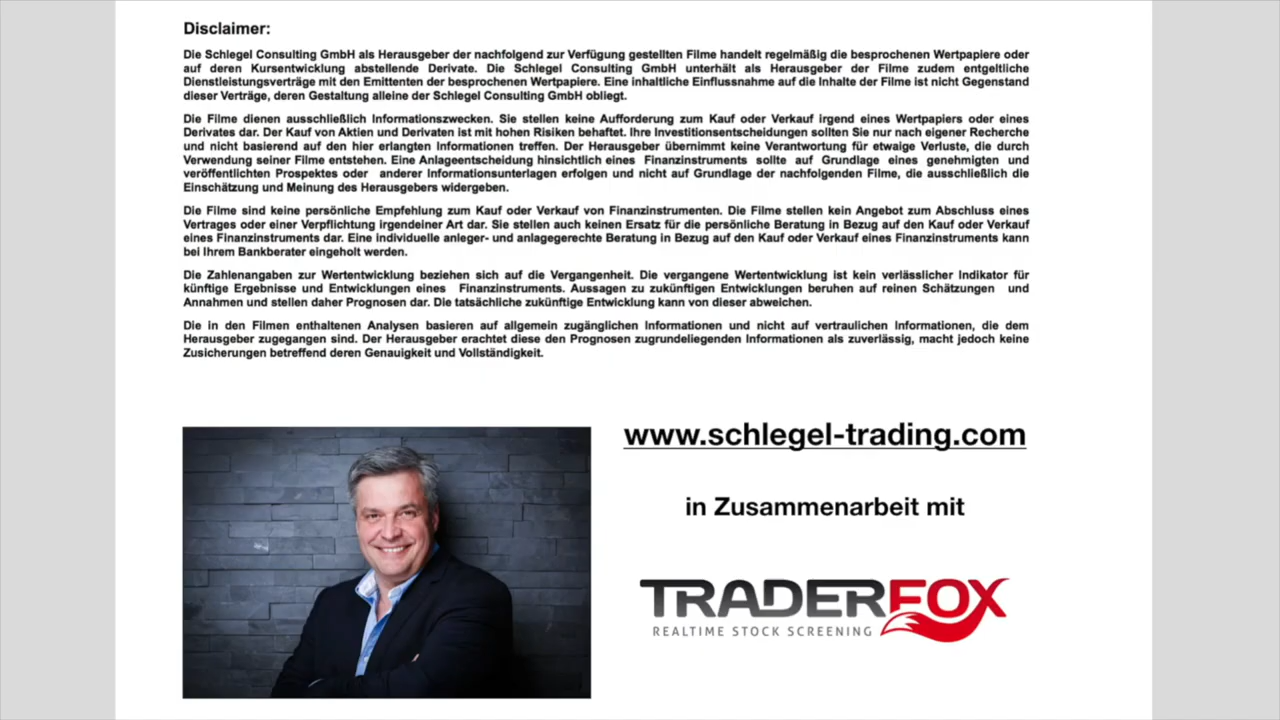 Disclaimer:
Die Schlegel Consulting GmbH als Herausgeber der nachfolgend zur Verfügung gestellten Filme handelt regelmäßig die besprochenen Wertpapiere oder
auf deren Kursentwicklung abstellende Derivate. Die Schlegel Consulting GmbH unterhält als Herausgeber der Filme zudem entgeltliche
Dienstleistungsverträge mit den Emittenten der besprochenen Wertpapiere. Eine inhaltliche Einflussnahme auf die Inhalte der Filme ist nicht Gegenstand
dieser Verträge, deren Gestaltung alleine der Schlegel Consulting GmbH obliegt.
Die Filme dienen ausschließlich Informationszwecken. Sie stellen keine Aufforderung zum Kauf oder Verkauf irgend eines Wertpapiers oder eines
Derivates dar. Der Kauf von Aktien und Derivaten ist mit hohen Risiken behaftet. Ihre Investitionsentscheidungen sollten Sie nur nach eigener Recherche
und nicht basierend auf den hier erlangten Informationen treffen. Der Herausgeber übernimmt keine Verantwortung für etwaige Verluste, die durch
Verwendung seiner Filme entstehen. Eine Anlageentscheidung hinsichtlich eines Finanzinstruments sollte auf Grundlage eines genehmigten und
veröffentlichten Prospektes oder anderer Informationsunterlagen erfolgen und nicht auf Grundlage der nachfolgenden Filme, die ausschließlich die
Einschätzung und Meinung des Herausgebers widergeben.
Die Filme sind keine persönliche Empfehlung zum Kauf oder Verkauf von Finanzinstrumenten. Die Filme stellen kein Angebot zum Abschluss eines
Vertrages oder einer Verpflichtung irgendeiner Art dar. Sie stellen auch keinen Ersatz für die persönliche Beratung in Bezug auf den Kauf oder Verkauf
eines Finanzinstruments dar. Eine individuelle anleger- und anlagegerechte Beratung in Bezug auf den Kauf oder Verkauf eines Finanzinstruments kann
bei Ihrem Bankberater eingeholt werden.
Die Zahlenangaben zur Wertentwicklung beziehen sich auf die Vergangenheit. Die vergangene Wertentwicklung ist kein verlässlicher Indikator für
künftige Ergebnisse und Entwicklungen eines Finanzinstruments. Aussagen zu zukünftigen Entwicklungen beruhen auf reinen Schätzungen und
Annahmen und stellen daher Prognosen dar. Die tatsächliche zukünftige Entwicklung kann von dieser abweichen.
Die in den Filmen enthaltenen Analysen basieren auf allgemein zugänglichen Informationen und nicht auf vertraulichen Informationen, die dem
Herausgeber zugegangen sind. Der Herausgeber erachtet diese den Prognosen zugrundeliegenden Informationen als zuverlässig, macht jedoch keine
Zusicherungen betreffend deren Genauigkeit und Vollständigkeit.
www.schlegel-trading.com
in Zusammenarbeit mit
TRADERFOX
REALTIME STOCK SCREENING